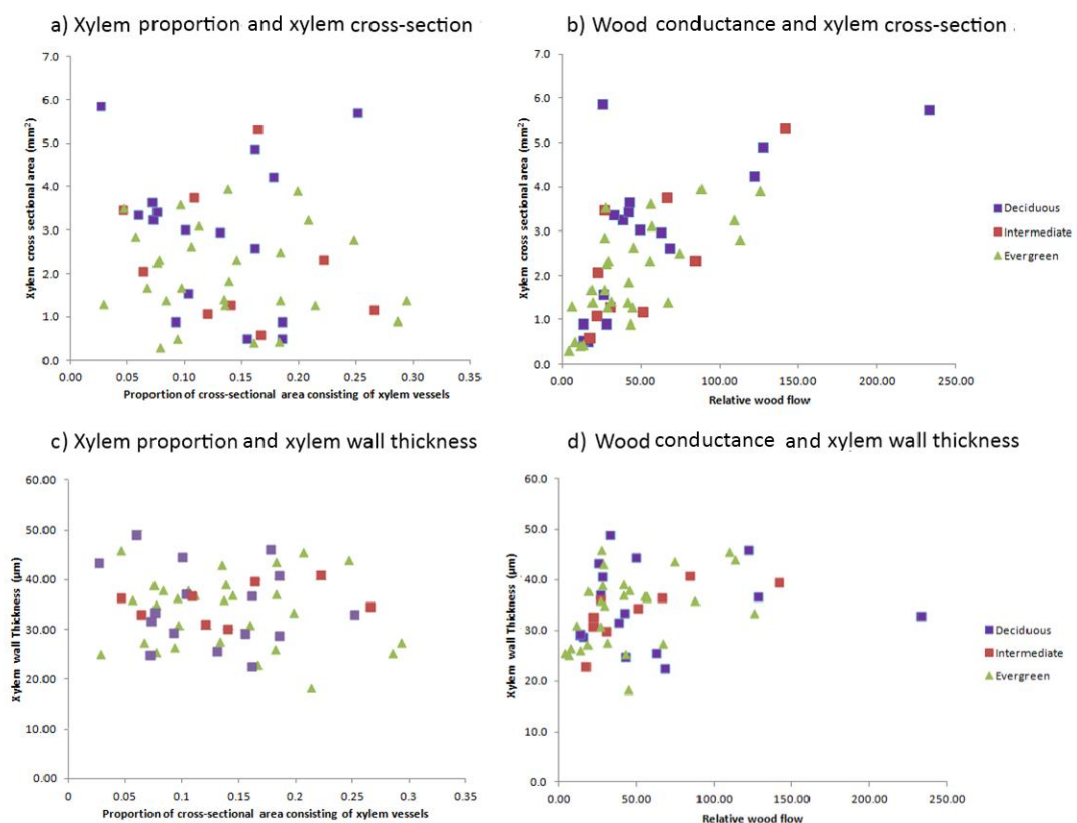 a) Xylem proportion and xylem cross-section
7.0
6.0
5.0
4.0
3.0
2.0
1.0
0.0
Xylem cross sectional area (mm²)
0.00 0.05 0.10 0.15 0.20 0.25 0.30 0.35
Proportion of cross-sectional area consisting of xylem vessels
b) Wood conductance and xylem cross-section .
7.0
6.0
5.0
4.0
3.0
2.0
1.0
0.0
Xylem cross sectional area (mm²)
0.00 50.00 100.00 150.00 200.00 250.00
Relative wood flow
Deciduous
Intermediate
Evergreen
c) Xylem proportion and xylem wall thickness
60.00
50.00
40.00
30.00
20.00
10.00
0.00
Xylem wall Thickness (µm)
0 0.05 0.1 0.15 0.2 0.25 0.3 0.35
Proportion of cross-sectional area consisting of xylem vessels
d) Wood conductance and xylem wall thickness
60.00
50.0
40.0
30.0
20.0
10.0
0.0
Xylem wall Thickness (µm)
0.00 50.00 100.00 150.00 200.00 250.00
Relative wood flow
Deciduous
Intermediate
Evergreen